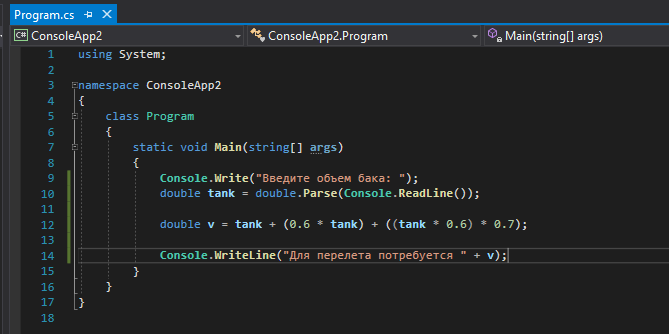 Program.cs
ConsoleApp2 ConsoleApp2.Program Main(string[] args)
1 using System;
2
3 namespace ConsoleApp2
4 {
5 class Program
6 {
7 static void Main(string[] args)
8 {
9 Console.Write("Введите объем бака: ");
10 double tank = double.Parse(Console.ReadLine());
11
12 double v = tank + (0.6 * tank) + ((tank * 0.6) * 0.7);
13
14 Console.WriteLine("Для перелета потребуется " + v);
15 }
16 }
17 }
18